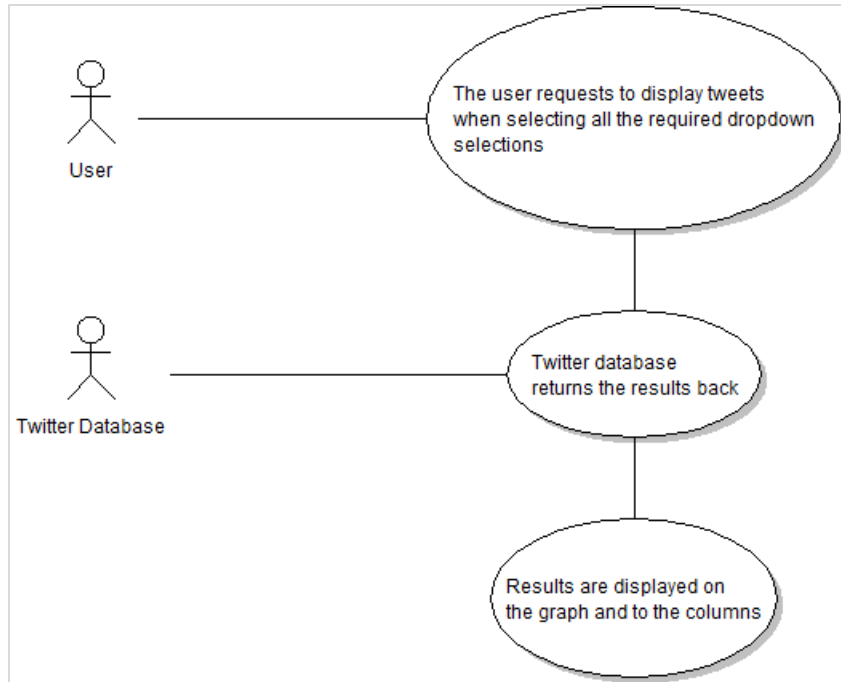 The user requests to display tweets
when selecting all the required dropdown
selections
User
Twitter database
returns the results back
Twitter Database
Results are displayed on
the graph and to the columns